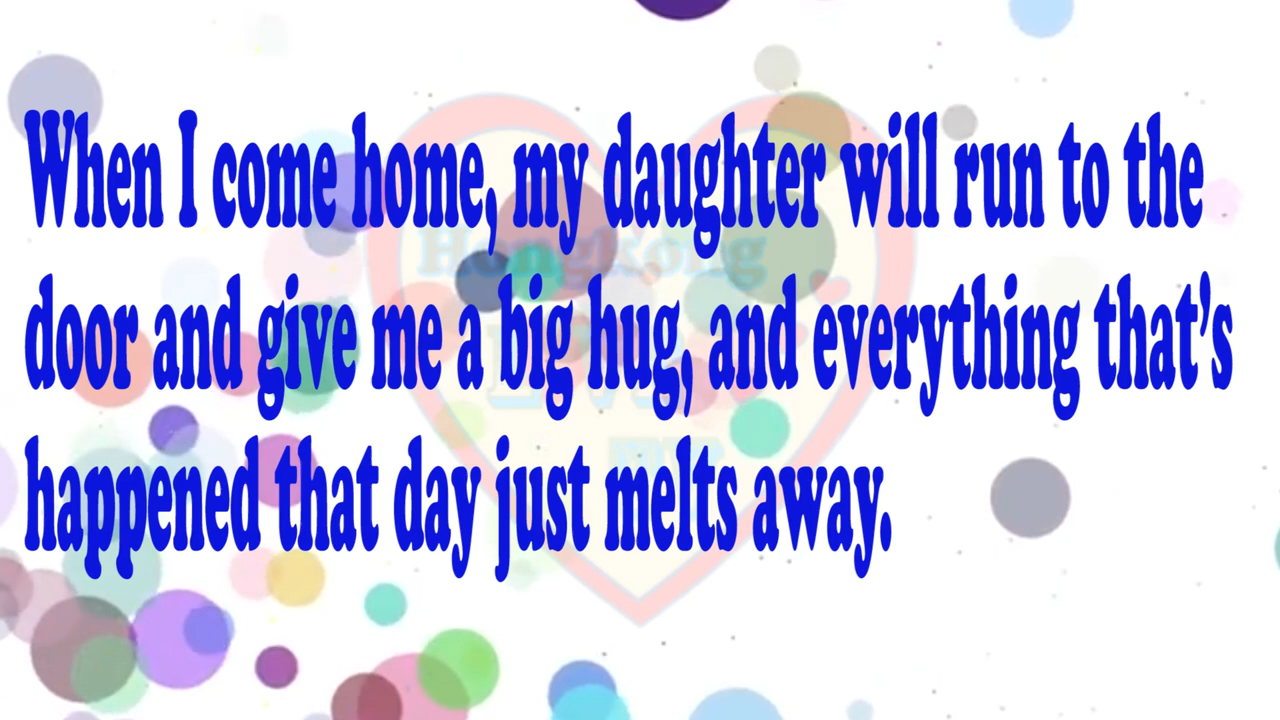 When I come home, my daughter will run to the
door and give me a big hug, and everything that's
happened that day just melts away.
Hongkong